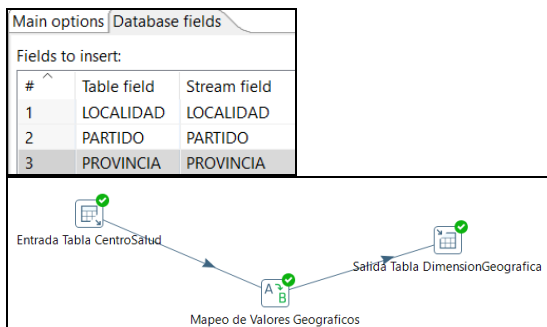 Main options Database fields
Fields to insert:
# Table field Stream field
1 LOCALIDAD LOCALIDAD
2 PARTIDO PARTIDO
3 PROVINCIA PROVINCIA
Entrada Tabla CentroSalud
Salida Tabla DimensionGeografica
A B
Mapeo de Valores Geograficos